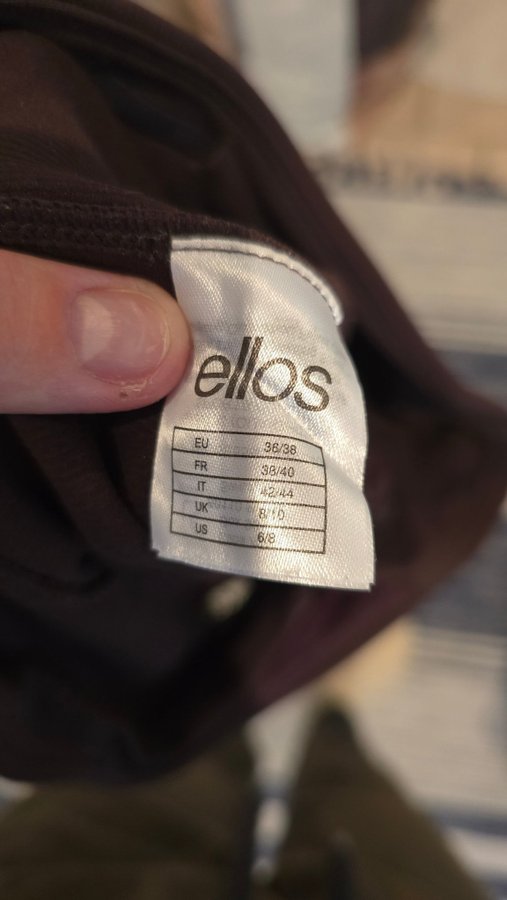 ellos
EU 36/38
FR 38/40
IT 42/44
UK 8/10
US 6/8